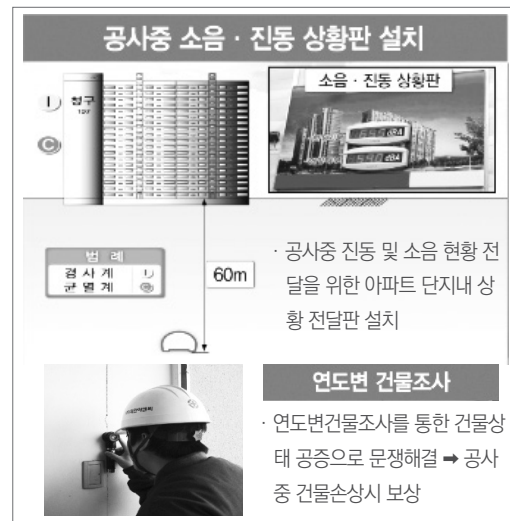 공사중 소음 · 진동 상황판 설치
소음 · 진동 상황판
현구
dBA
dBA
범 례
경 사 계
균 열 계
60m
· 공사중 진동 및 소음 현황 전
달을 위한 아파트 단지내 상
황 전달판 설치
연도변 건물조사
· 연도변건물조사를 통한 건물상
태 공증으로 문쟁해결 ➡ 공사
중 건물손상시 보상